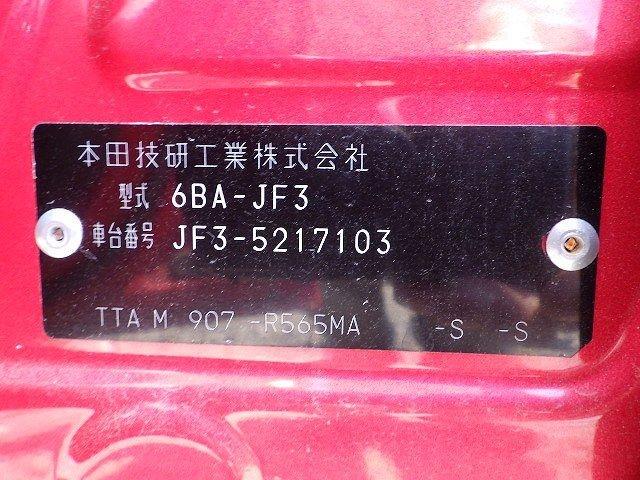 本田技研工業株式会社
型式 6BA-JF3
車台番号 JF3-5217103
TTA M 907 -R565MA -S -S